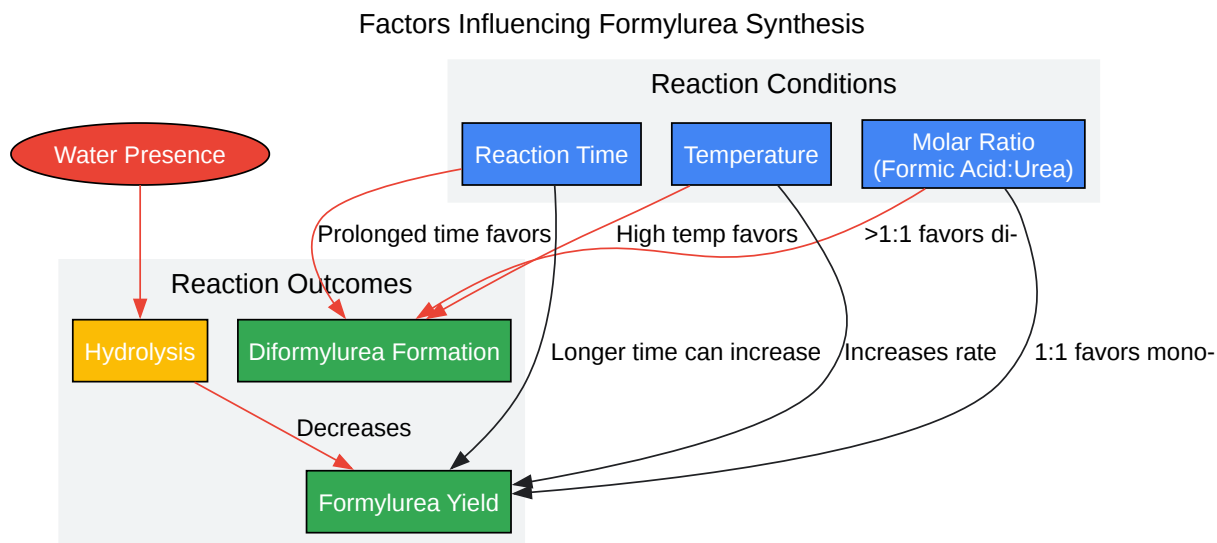 Factors Influencing Formylurea Synthesis
Reaction Conditions
Water Presence
Reaction Time
Temperature
Molar Ratio
(Formic Acid:Urea)
Prolonged time favors
High temp favors
>1:1 favors di-
Reaction Outcomes
Hydrolysis
Diformylurea Formation
Longer time can increase
Increases rate
1:1 favors mono-
Decreases
Formylurea Yield